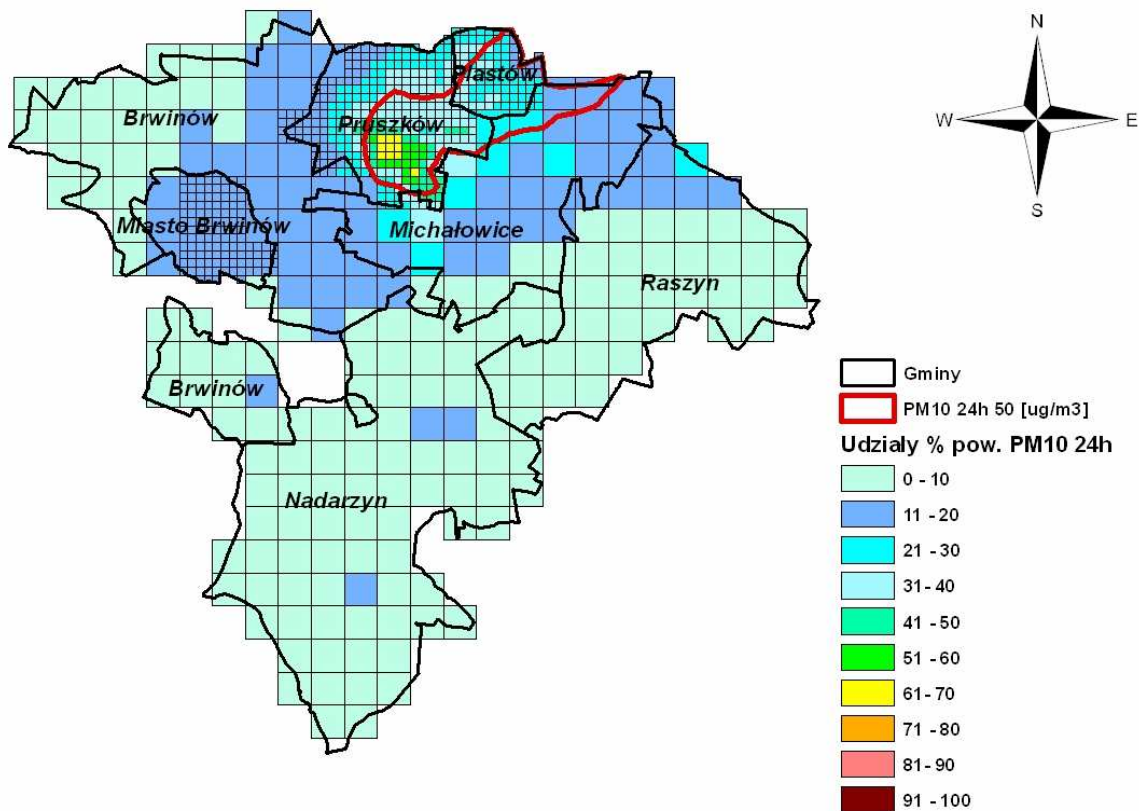 N
W
E
S
Brwinów
Pruszków
Piastów
Miasto Brwinów
Michałowice
Raszyn
Brwinów
Nadarzyn
Gminy
PM10 24h 50 [ug/m3]
Udzialy % pow. PM10 24h
0 - 10
11 - 20
21 - 30
31 - 40
41 - 50
51 - 60
61 - 70
71 - 80
81 - 90
91 - 100